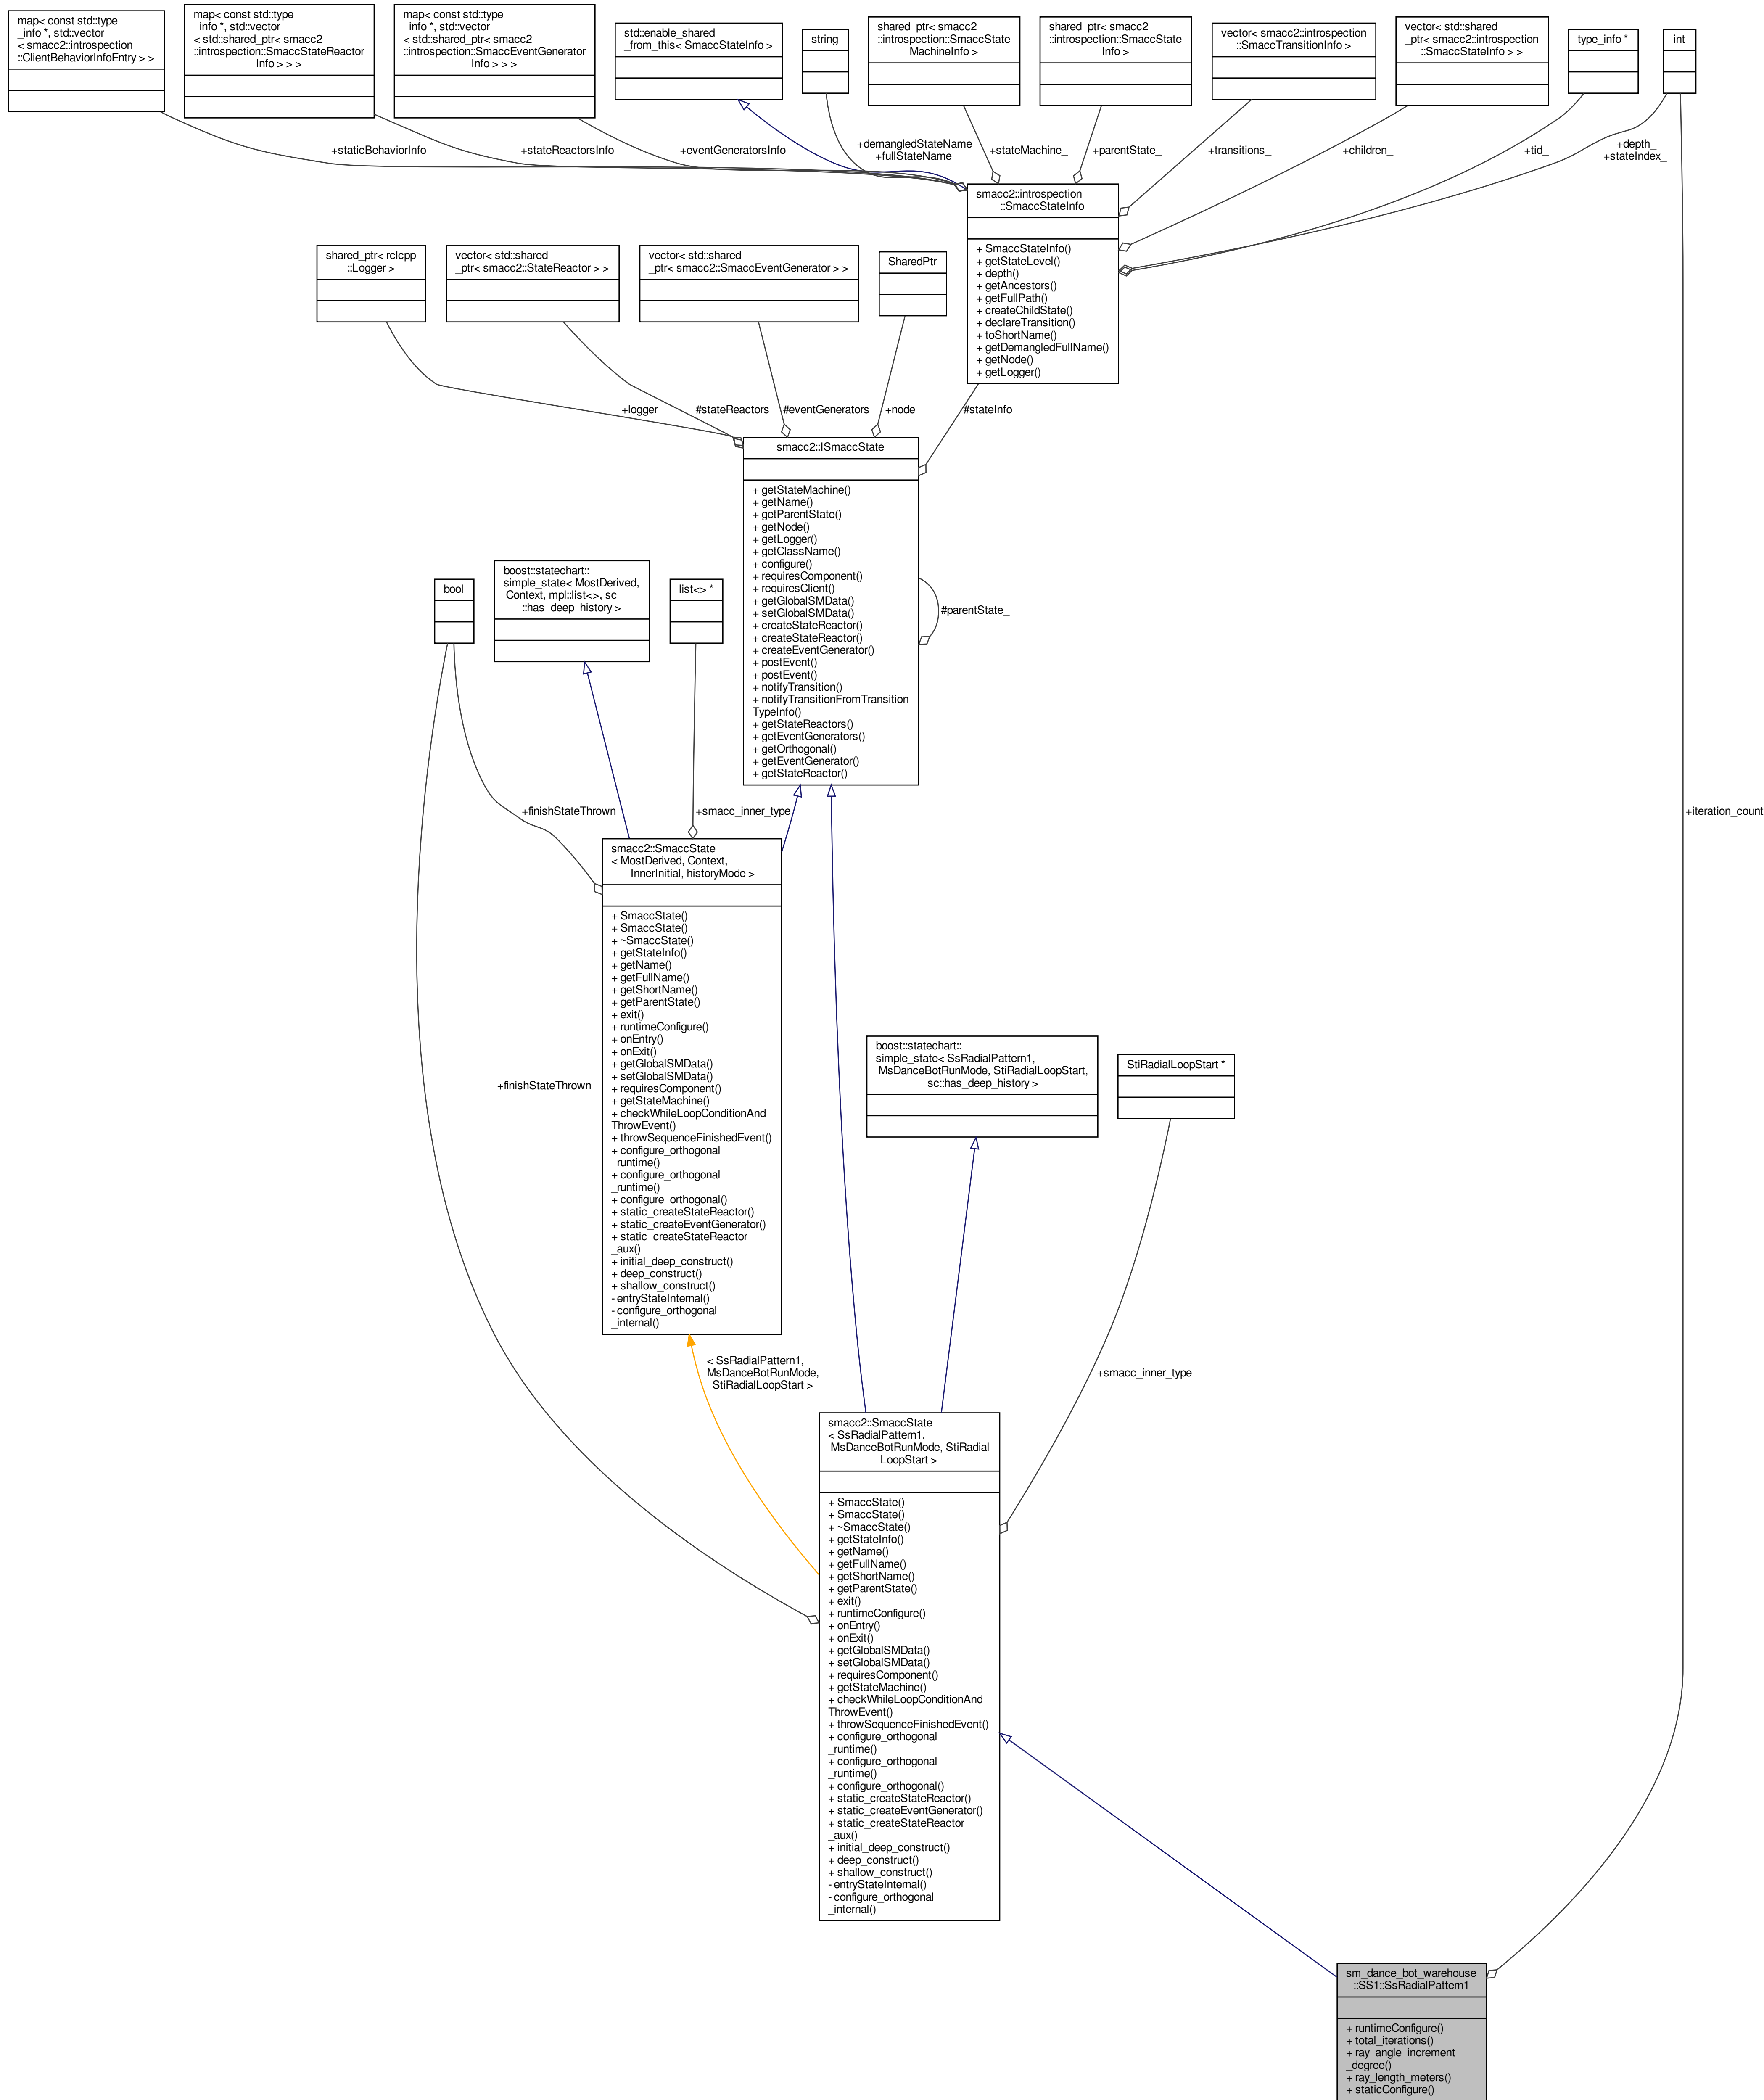 map< const std::type
_info *, std::vector
< smacc2::introspection
::ClientBehaviorInfoEntry > >
map< const std::type
_info *, std::vector
< std::shared_ptr< smacc2
::introspection::SmaccStateReactor
Info > > >
map< const std::type
_info *, std::vector
< std::shared_ptr< smacc2
::introspection::SmaccEventGenerator
Info > > >
std::enable_shared
_from_this< SmaccStateInfo >
string
shared_ptr< smacc2
::introspection::SmaccState
MachineInfo >
shared_ptr< smacc2
::introspection::SmaccState
Info >
vector< smacc2::introspection
::SmaccTransitionInfo >
vector< std::shared
_ptr< smacc2::introspection
::SmaccStateInfo > >
type_info *
int
+staticBehaviorInfo
+stateReactorsInfo
+eventGeneratorsInfo
+demangledStateName
+fullStateName
+stateMachine_
+parentState_
+transitions_
+children_
+tid_
+depth_
+stateIndex_
smacc2::introspection
::SmaccStateInfo
+ SmaccStateInfo()
+ getStateLevel()
+ depth()
+ getAncestors()
+ getFullPath()
+ createChildState()
+ declareTransition()
+ toShortName()
+ getDemangledFullName()
+ getNode()
+ getLogger()
shared_ptr< rclcpp
::Logger >
vector< std::shared
_ptr< smacc2::StateReactor > >
vector< std::shared
_ptr< smacc2::SmaccEventGenerator > >
SharedPtr
+logger_
#stateReactors_
#eventGenerators_
+node_
#stateInfo_
smacc2::ISmaccState
+ getStateMachine()
+ getName()
+ getParentState()
+ getNode()
+ getLogger()
+ getClassName()
+ configure()
+ requiresComponent()
+ requiresClient()
+ getGlobalSMData()
+ setGlobalSMData()
+ createStateReactor()
+ createStateReactor()
+ createEventGenerator()
+ postEvent()
+ postEvent()
+ notifyTransition()
+ notifyTransitionFromTransition
TypeInfo()
+ getStateReactors()
+ getEventGenerators()
+ getOrthogonal()
+ getEventGenerator()
+ getStateReactor()
#parentState_
bool
boost::statechart::
simple_state< MostDerived,
Context, mpl::list<>, sc
::has_deep_history >
list<> *
+finishStateThrown
+smacc_inner_type
+iteration_count
smacc2::SmaccState
< MostDerived, Context,
InnerInitial, historyMode >
+ SmaccState()
+ SmaccState()
+ ~SmaccState()
+ getStateInfo()
+ getName()
+ getFullName()
+ getShortName()
+ getParentState()
+ exit()
+ runtimeConfigure()
+ onEntry()
+ onExit()
+ getGlobalSMData()
+ setGlobalSMData()
+ requiresComponent()
+ getStateMachine()
+ checkWhileLoopConditionAnd
ThrowEvent()
+ throwSequenceFinishedEvent()
+ configure_orthogonal
_runtime()
+ configure_orthogonal
_runtime()
+ configure_orthogonal()
+ static_createStateReactor()
+ static_createEventGenerator()
+ static_createStateReactor
_aux()
+ initial_deep_construct()
+ deep_construct()
+ shallow_construct()
- entryStateInternal()
- configure_orthogonal
_internal()
+finishStateThrown
boost::statechart::
simple_state< SsRadialPattern1,
MsDanceBotRunMode, StiRadialLoopStart,
sc::has_deep_history >
StiRadialLoopStart *
< SsRadialPattern1,
MsDanceBotRunMode,
StiRadialLoopStart >
+smacc_inner_type
smacc2::SmaccState
< SsRadialPattern1,
MsDanceBotRunMode, StiRadial
LoopStart >
+ SmaccState()
+ SmaccState()
+ ~SmaccState()
+ getStateInfo()
+ getName()
+ getFullName()
+ getShortName()
+ getParentState()
+ exit()
+ runtimeConfigure()
+ onEntry()
+ onExit()
+ getGlobalSMData()
+ setGlobalSMData()
+ requiresComponent()
+ getStateMachine()
+ checkWhileLoopConditionAnd
ThrowEvent()
+ throwSequenceFinishedEvent()
+ configure_orthogonal
_runtime()
+ configure_orthogonal
_runtime()
+ configure_orthogonal()
+ static_createStateReactor()
+ static_createEventGenerator()
+ static_createStateReactor
_aux()
+ initial_deep_construct()
+ deep_construct()
+ shallow_construct()
- entryStateInternal()
- configure_orthogonal
_internal()
sm_dance_bot_warehouse
::SS1::SsRadialPattern1
+ runtimeConfigure()
+ total_iterations()
+ ray_angle_increment
_degree()
+ ray_length_meters()
+ staticConfigure()